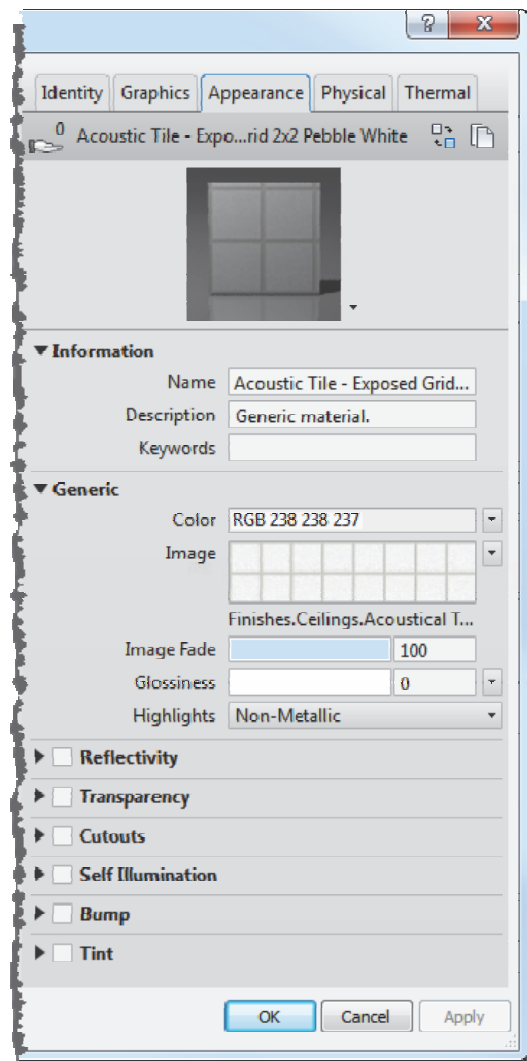 ?
X
Identity Graphics Appearance Physical Thermal
0 Acoustic Tile - Expo...rid 2x2 Pebble White
Information
Name Acoustic Tile - Exposed Grid...
Description Generic material.
Keywords
Generic
Color RGB 238 238 237
Image
Finishes.Ceilings.Acoustical T...
Image Fade 100
Glossiness 0
Highlights Non-Metallic
Reflectivity
Transparency
Cutouts
Self Illumination
Bump
Tint
OK Cancel Apply